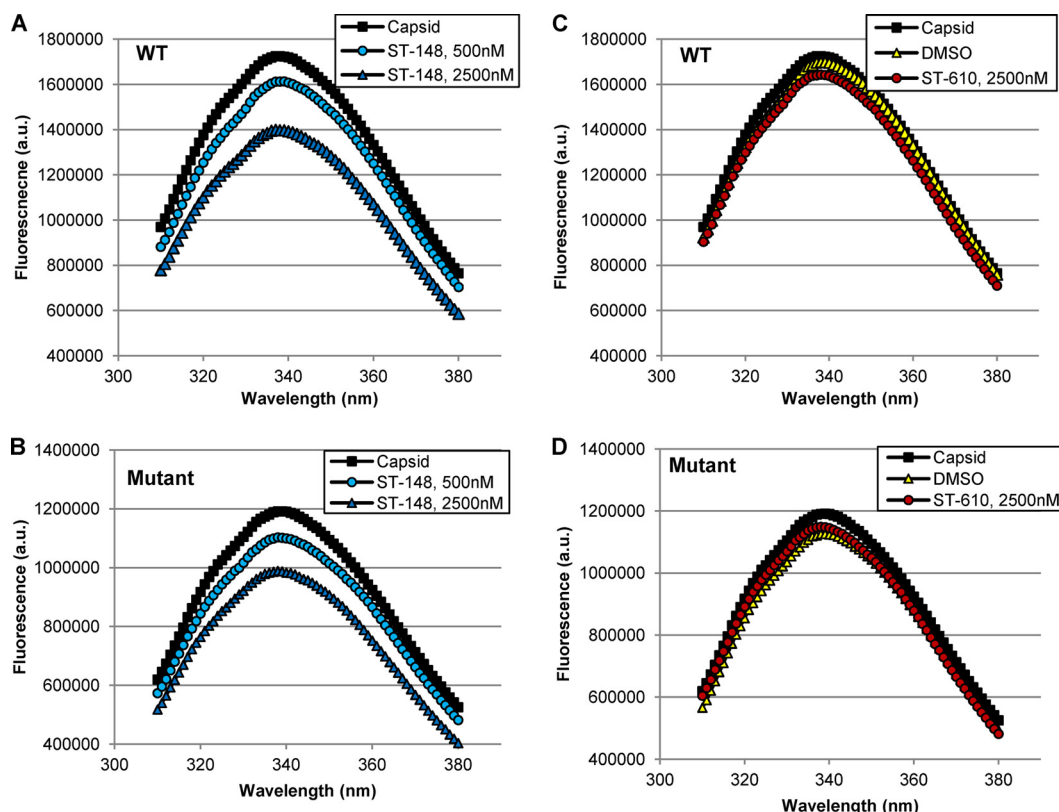 A
WT
Capsid
ST-148, 500nM
ST-148, 2500nM
1800000
1600000
1400000
1200000
1000000
800000
600000
400000
Fluorescnecne (a.u.)
300 320 340 360 380
Wavelength (nm)
C
WT
Capsid
DMSO
ST-610, 2500nM
1800000
1600000
1400000
1200000
1000000
800000
600000
400000
Fluorescnecne (a.u.)
300 320 340 360 380
Wavelength (nm)
B
Mutant
Capsid
ST-148, 500nM
ST-148, 2500nM
1400000
1200000
1000000
800000
600000
400000
Fluorescence (a.u.)
300 320 340 360 380
Wavelength (nm)
D
Mutant
Capsid
DMSO
ST-610, 2500nM
1400000
1200000
1000000
800000
600000
400000
Fluorescence (a.u.)
300 320 340 360 380
Wavelength (nm)